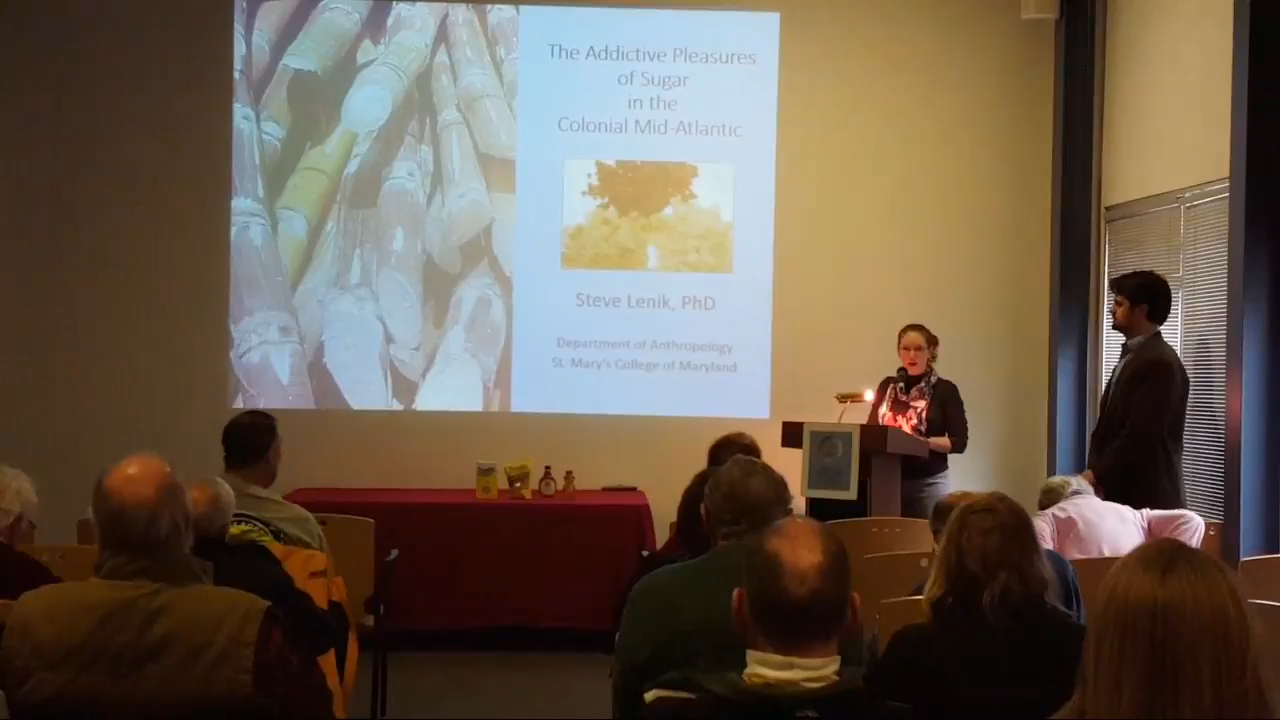 The Addictive Pleasures
of Sugar
in the
Colonial Mid-Atlantic
Steve Lenik, PhD
Department of Anthropology
St. Mary's College of Maryland